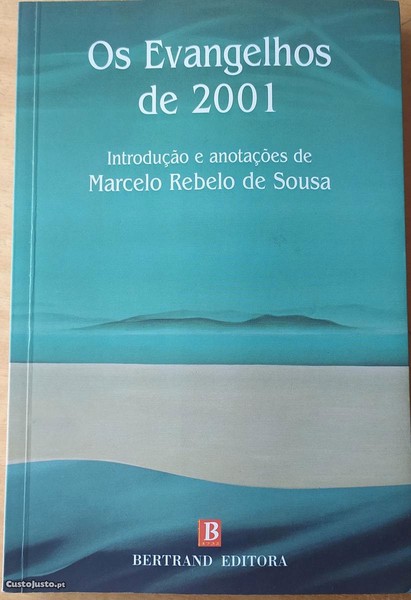 Os Evangelhos
de 2001
Introdução e anotações de
Marcelo Rebelo de Sousa
B
BERTRAND EDITORA
CustoJusto.pt